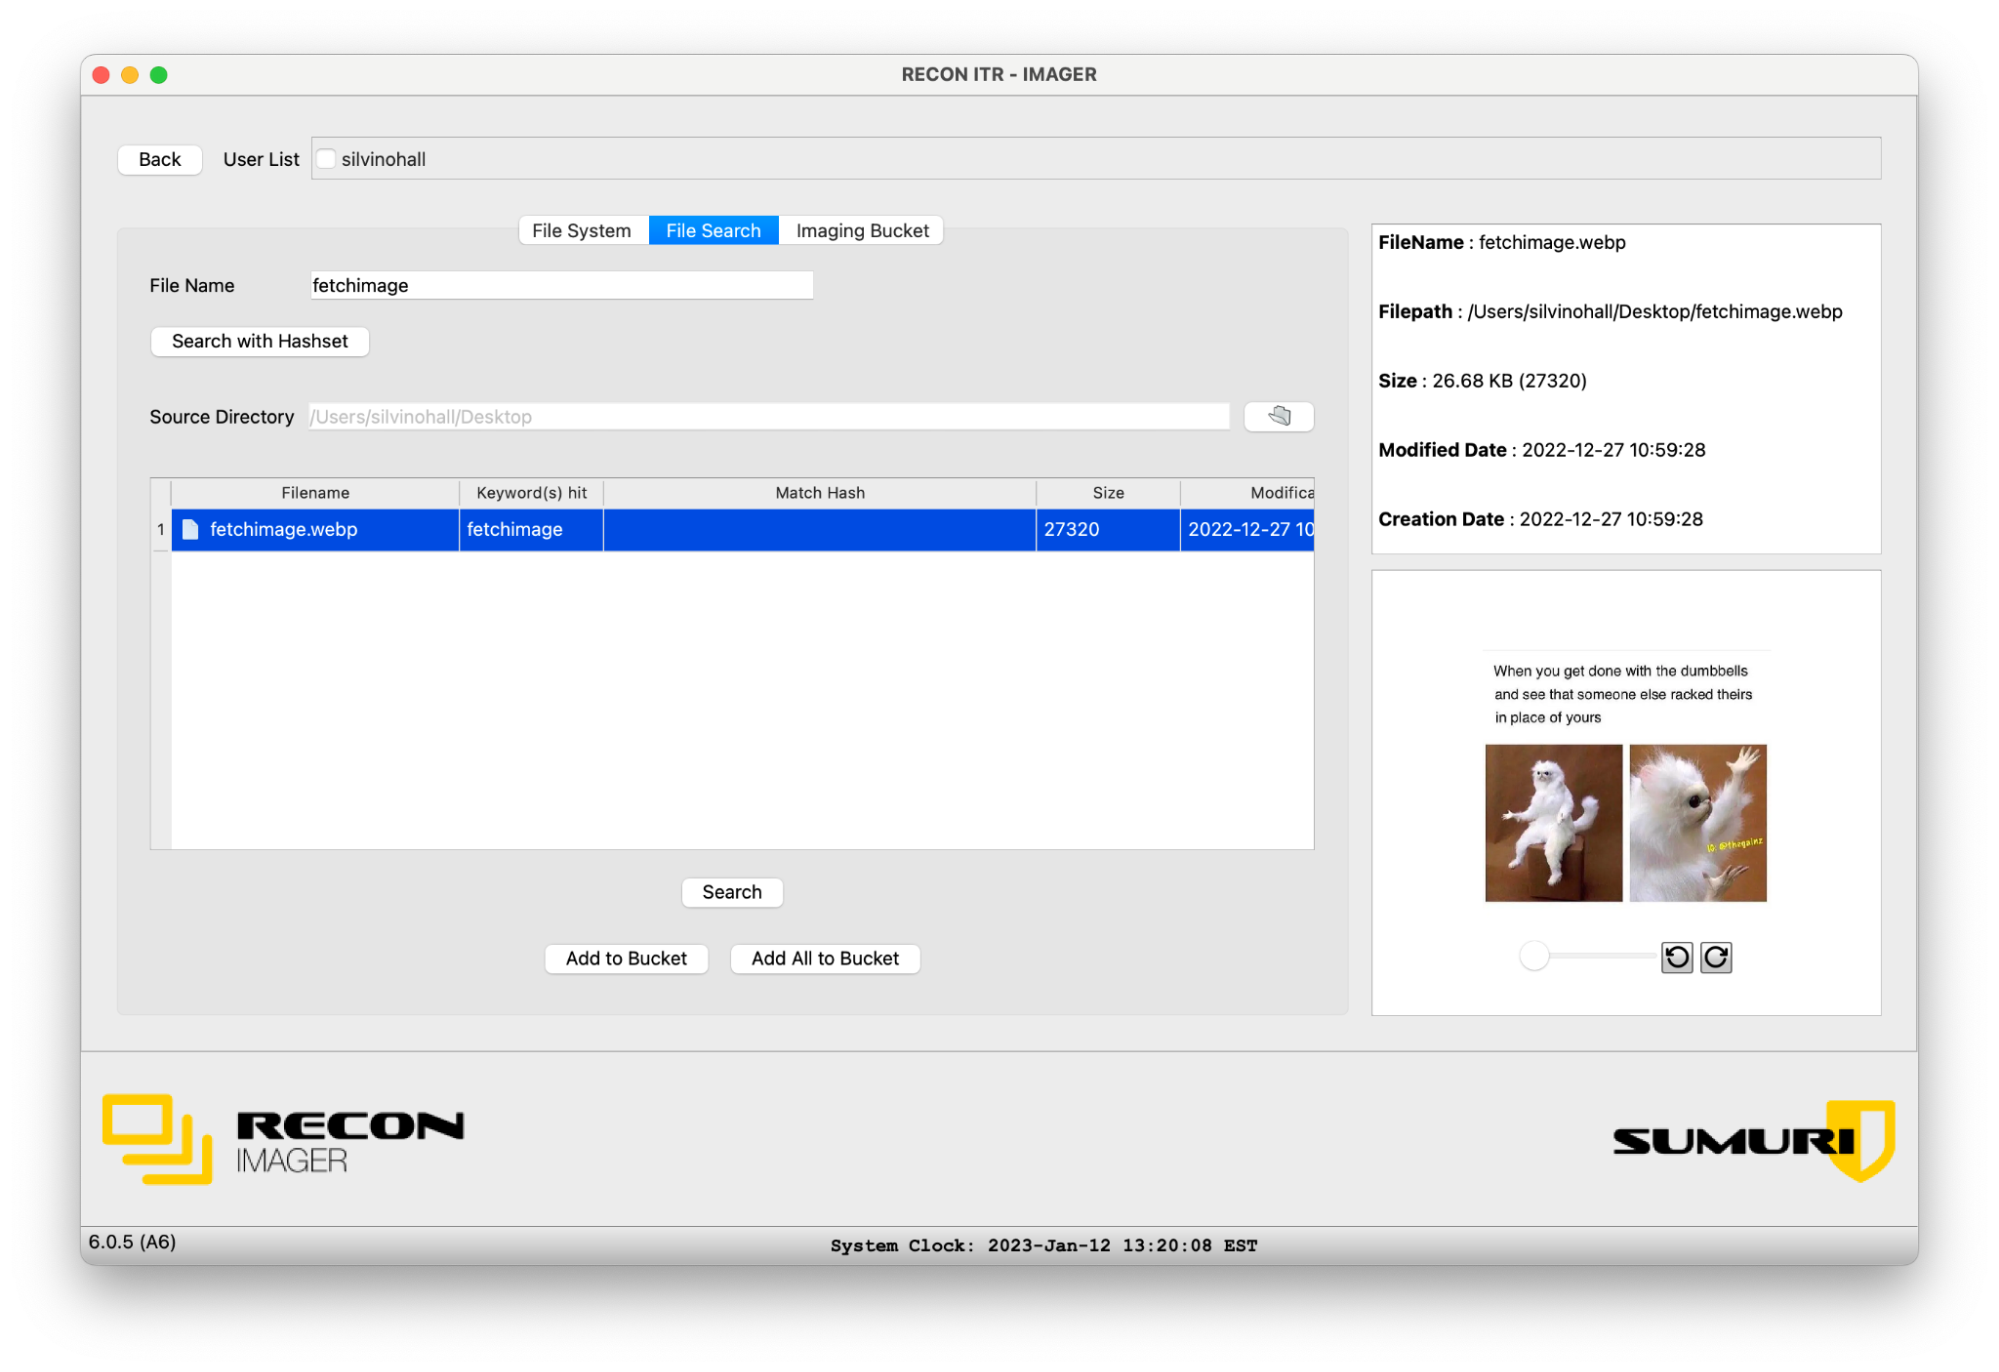 RECON ITR - IMAGER
Back
User List
silvinohall
File System
File Search
Imaging Bucket
File Name
fetchimage
Search with Hashset
Source Directory
/Users/silvinohall/Desktop
Filename
Keyword(s) hit
Match Hash
Size
Modifica
1
fetchimage.webp
fetchimage
27320
2022-12-27 10
Search
Add to Bucket
Add All to Bucket
FileName : fetchimage.webp
Filepath : /Users/silvinohall/Desktop/fetchimage.webp
Size : 26.68 KB (27320)
Modified Date : 2022-12-27 10:59:28
Creation Date : 2022-12-27 10:59:28
When you get done with the dumbbells
and see that someone else racked theirs
in place of yours
IG: @thegainz
RECON
IMAGER
SUMURI
6.0.5 (A6)
System Clock: 2023-Jan-12 13:20:08 EST